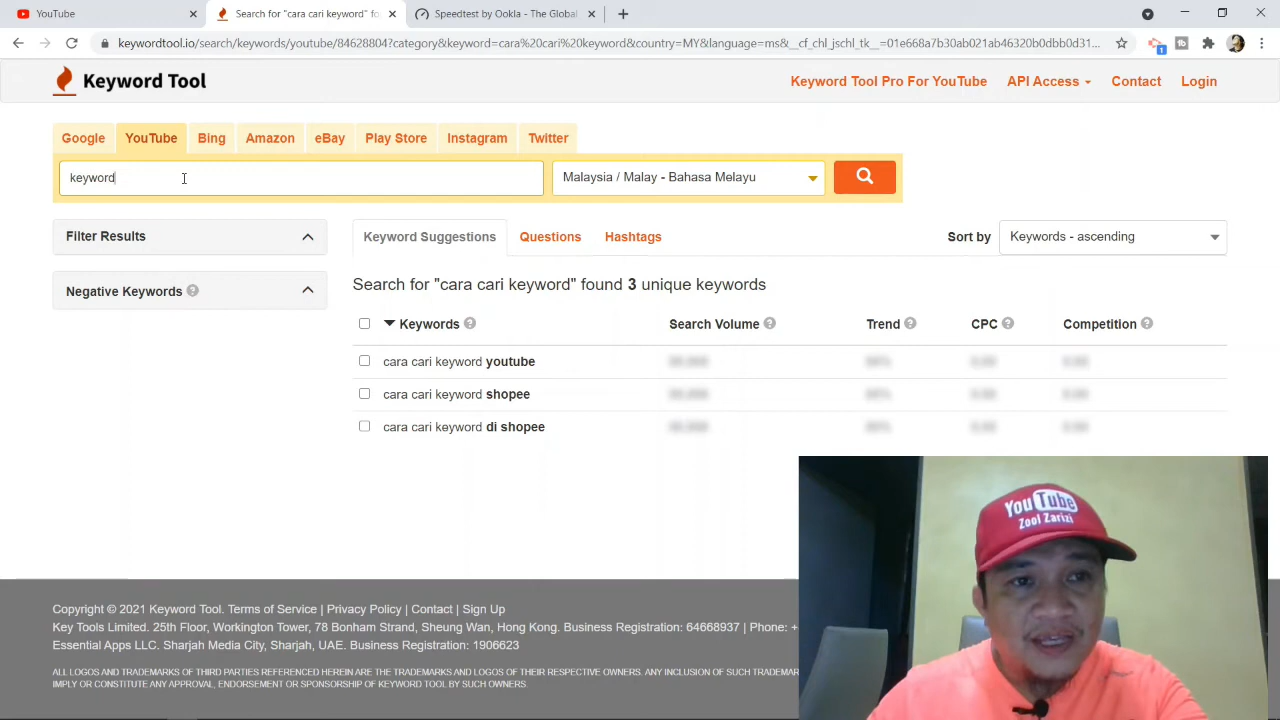 YouTube
Search for "cara cari keyword" fo
Speedtest by Ookla - The Global
keywordtool.io/search/keywords/youtube/84628804?category&keyword=cara%20cari%20keyword&country=MY&language=ms&__cf_chl_jschl_tk__=01e668a7b30ab021ab46320b0db0d31...
1
Keyword Tool
Keyword Tool Pro For YouTube
API Access
Contact
Login
Google
YouTube
Bing
Amazon
eBay
Play Store
Instagram
Twitter
keyword
Malaysia / Malay - Bahasa Melayu
Filter Results
Negative Keywords ?
Keyword Suggestions
Questions
Hashtags
Sort by
Keywords - ascending
Search for "cara cari keyword" found 3 unique keywords
Keywords ?
Search Volume ?
Trend ?
CPC ?
Competition ?
cara cari keyword youtube
cara cari keyword shopee
cara cari keyword di shopee
YouTube
Zool Zarizi
Copyright © 2021 Keyword Tool. Terms of Service | Privacy Policy | Contact | Sign Up
Key Tools Limited. 25th Floor, Workington Tower, 78 Bonham Strand, Sheung Wan, Hong Kong. Business Registration: 64668937 | Phone: +
Essential Apps LLC. Sharjah Media City, Sharjah, UAE. Business Registration: 1906623
ALL LOGOS AND TRADEMARKS OF THIRD PARTIES REFERENCED HEREIN ARE THE TRADEMARKS AND LOGOS OF THEIR RESPECTIVE OWNERS. ANY INCLUSION OF SUCH TRADEMA
IMPLY OR CONSTITUTE ANY APPROVAL, ENDORSEMENT OR SPONSORSHIP OF KEYWORD TOOL BY SUCH OWNERS.